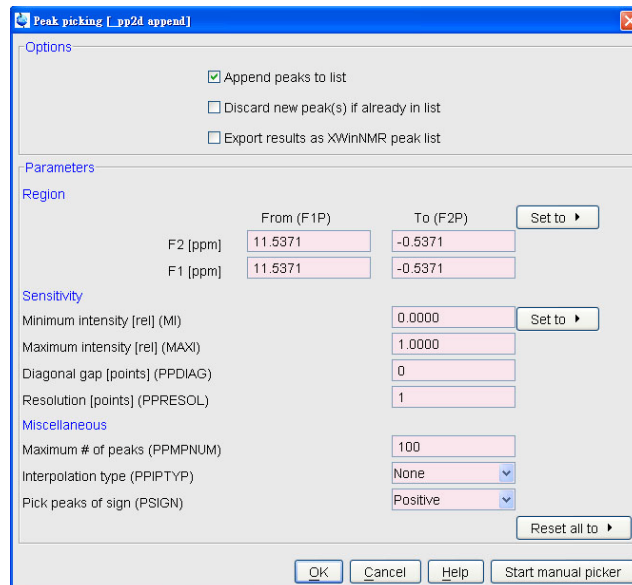 Peak picking [_pp2d append]
Options
Append peaks to list
Discard new peak(s) if already in list
Export results as XWinNMR peak list
Parameters
Region
From (F1P) To (F2P) Set to
F2 [ppm] 11.5371 -0.5371
F1 [ppm] 11.5371 -0.5371
Sensitivity
Minimum intensity [rel] (MI) 0.0000 Set to
Maximum intensity [rel] (MAXI) 1.0000
Diagonal gap [points] (PPDIAG) 0
Resolution [points] (PPRESOL) 1
Miscellaneous
Maximum # of peaks (PPMPNUM) 100
Interpolation type (PPIPTYP) None
Pick peaks of sign (PSIGN) Positive
Reset all to
OK Cancel Help Start manual picker